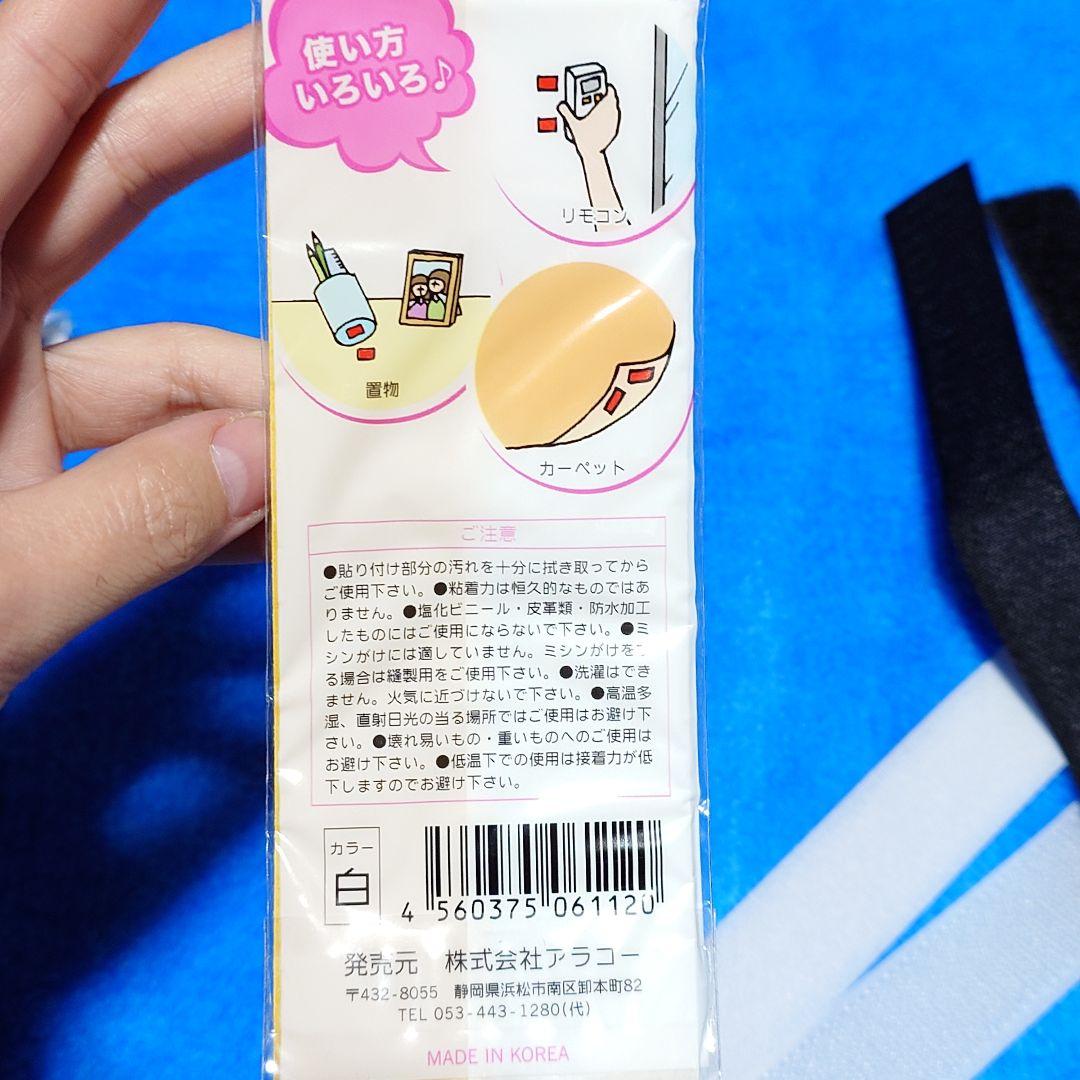 使い方
いろいろ♪
リモコン
置物
カーペット
ご注意
●貼り付け部分の汚れを十分に拭き取ってから
ご使用下さい。●粘着力は恒久的なものではあ
りません。●塩化ビニール・皮革類・防水加工
したものにはご使用にならないで下さい。●ミ
シンがけには適していません。ミシンがけをす
る場合は縫製用をご使用下さい。●洗濯はでき
ません。火気に近づけないで下さい。●高温多
湿、直射日光の当る場所ではご使用はお避け下
さい。●壊れ易いもの・重いものへのご使用は
お避け下さい。●低温下での使用は接着力が低
下しますのでお避け下さい。
カラー
白
4 560375 061120
発売元 株式会社アラコー
〒432-8055 静岡県浜松市南区卸本町82
TEL 053-443-1280(代)
MADE IN KOREA